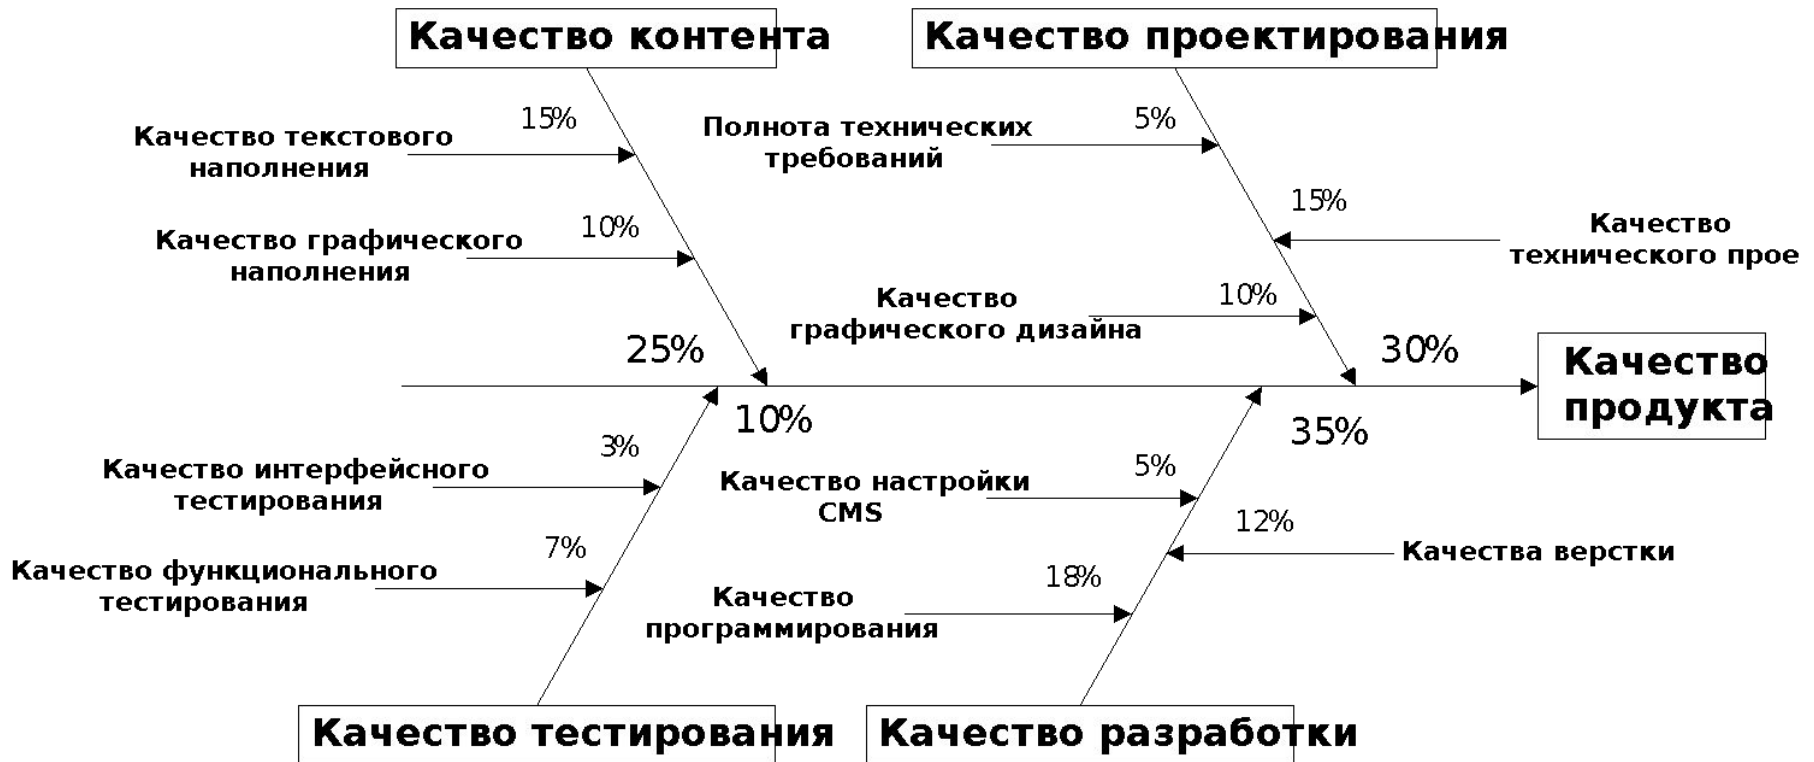 Качество контента
Качество проектирования
15%
Качество текстового
наполнения
5%
Полнота технических
требований
10%
Качество графического
наполнения
15%
Качество
технического прое
10%
Качество
графического дизайна
25%
30%
Качество
продукта
10%
35%
3%
Качество интерфейсного
тестирования
5%
Качество настройки
CMS
7%
Качество функционального
тестирования
12%
Качества верстки
18%
Качество
программирования
Качество тестирования
Качество разработки